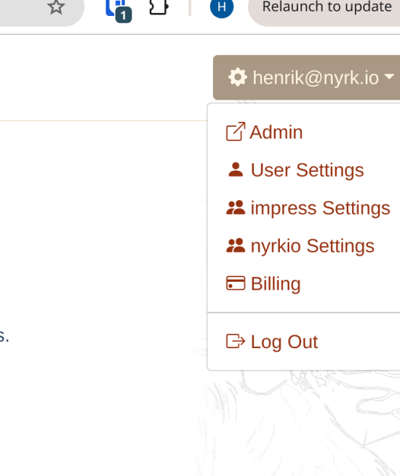 1
H
Relaunch to update
henrik@nyrk.io
Admin
User Settings
impress Settings
nyrkio Settings
Billing
s.
Log Out